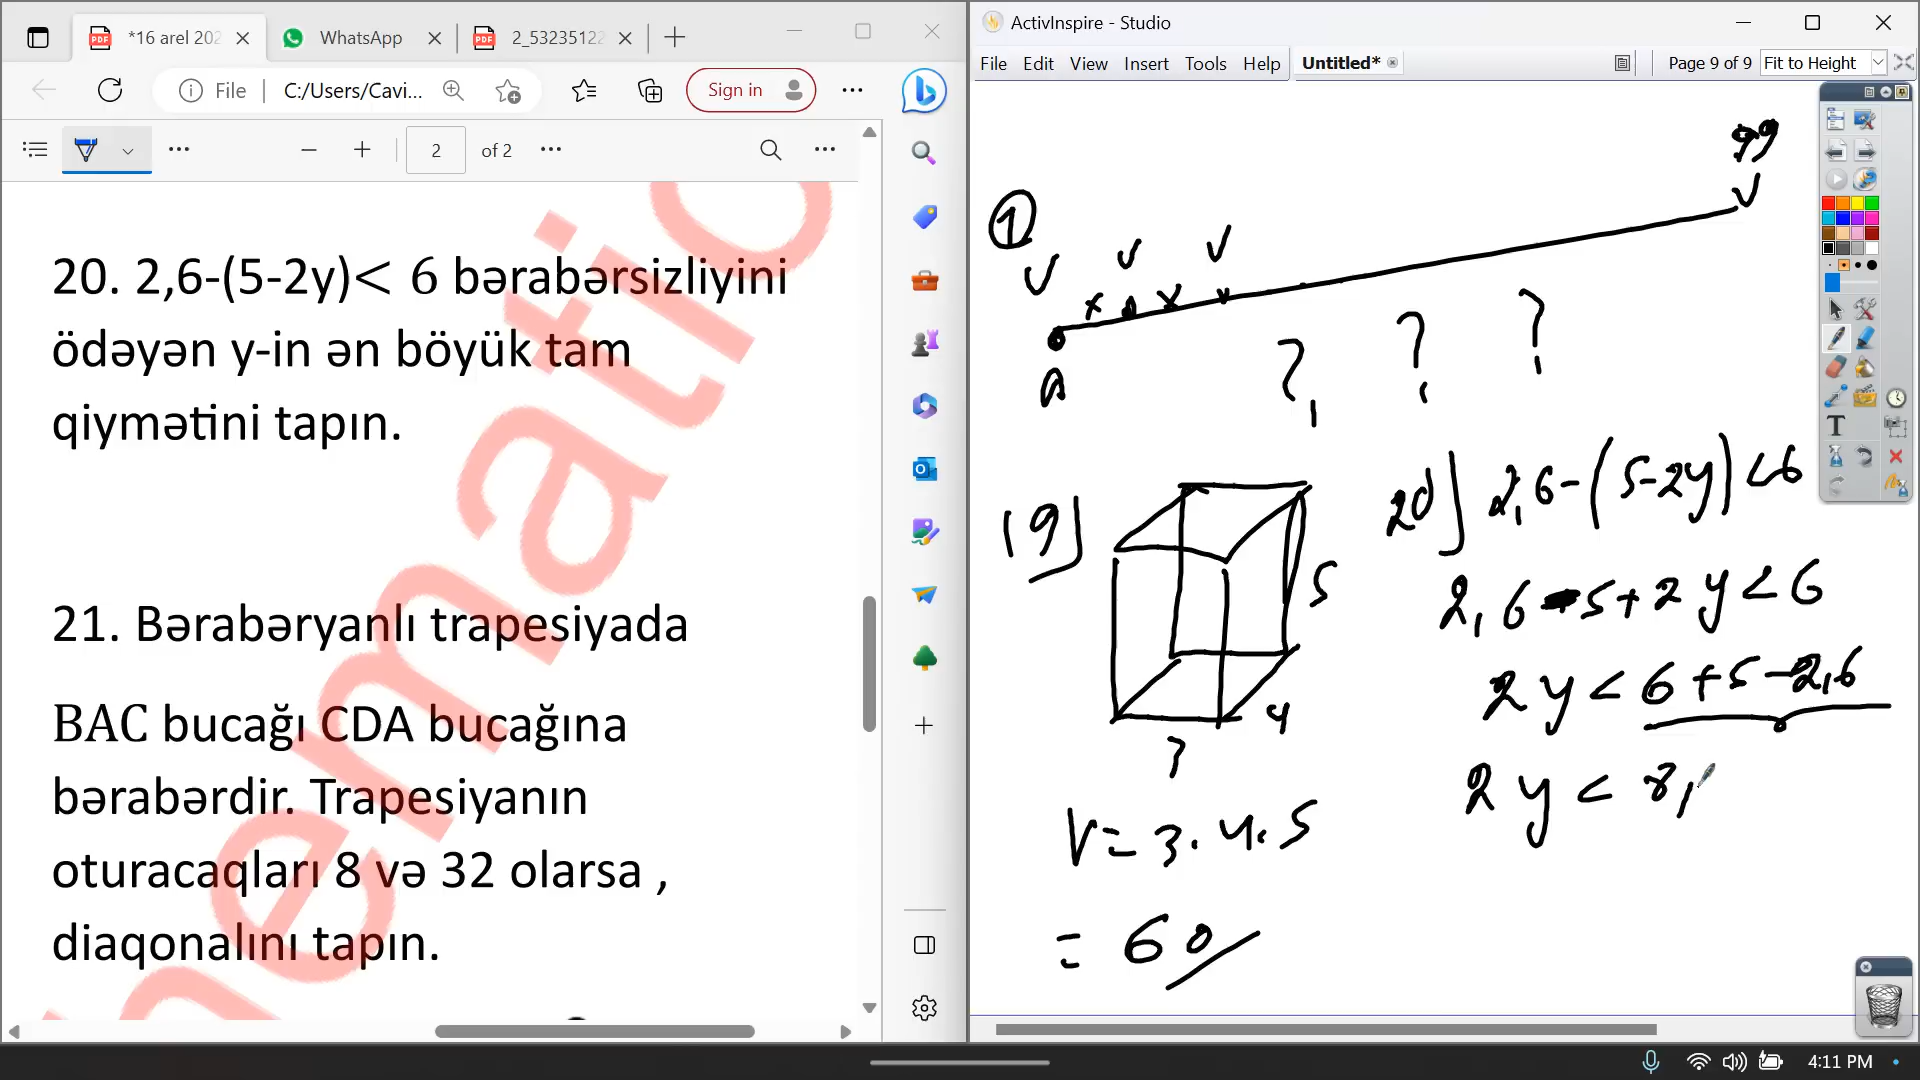 *16 arel 202
WhatsApp
2_53235122
File
C:/Users/Cavi...
Sign in
2
of 2
20. 2,6-(5-2y)< 6 bərabərsizliyini
ödəyən y-in ən böyük tam
qiymətini tapın.
21. Bərabəryanlı trapesiyada
BAC bucağı CDA bucağına
bərabərdir. Trapesiyanın
oturacaqları 8 və 32 olarsa ,
diaqonalını tapın.
hematic
ActivInspire - Studio
File Edit View Insert Tools Help
Untitled*
Page 9 of 9
Fit to Height
99
1
V V V V
x x
A
? ? ?
19]
5
4
3
V = 3.4.5
= 60
20] 2,6-(5-2y)<6
2,6-5+2y<6
2y<6+5-2,6
2y<8,
4:11 PM